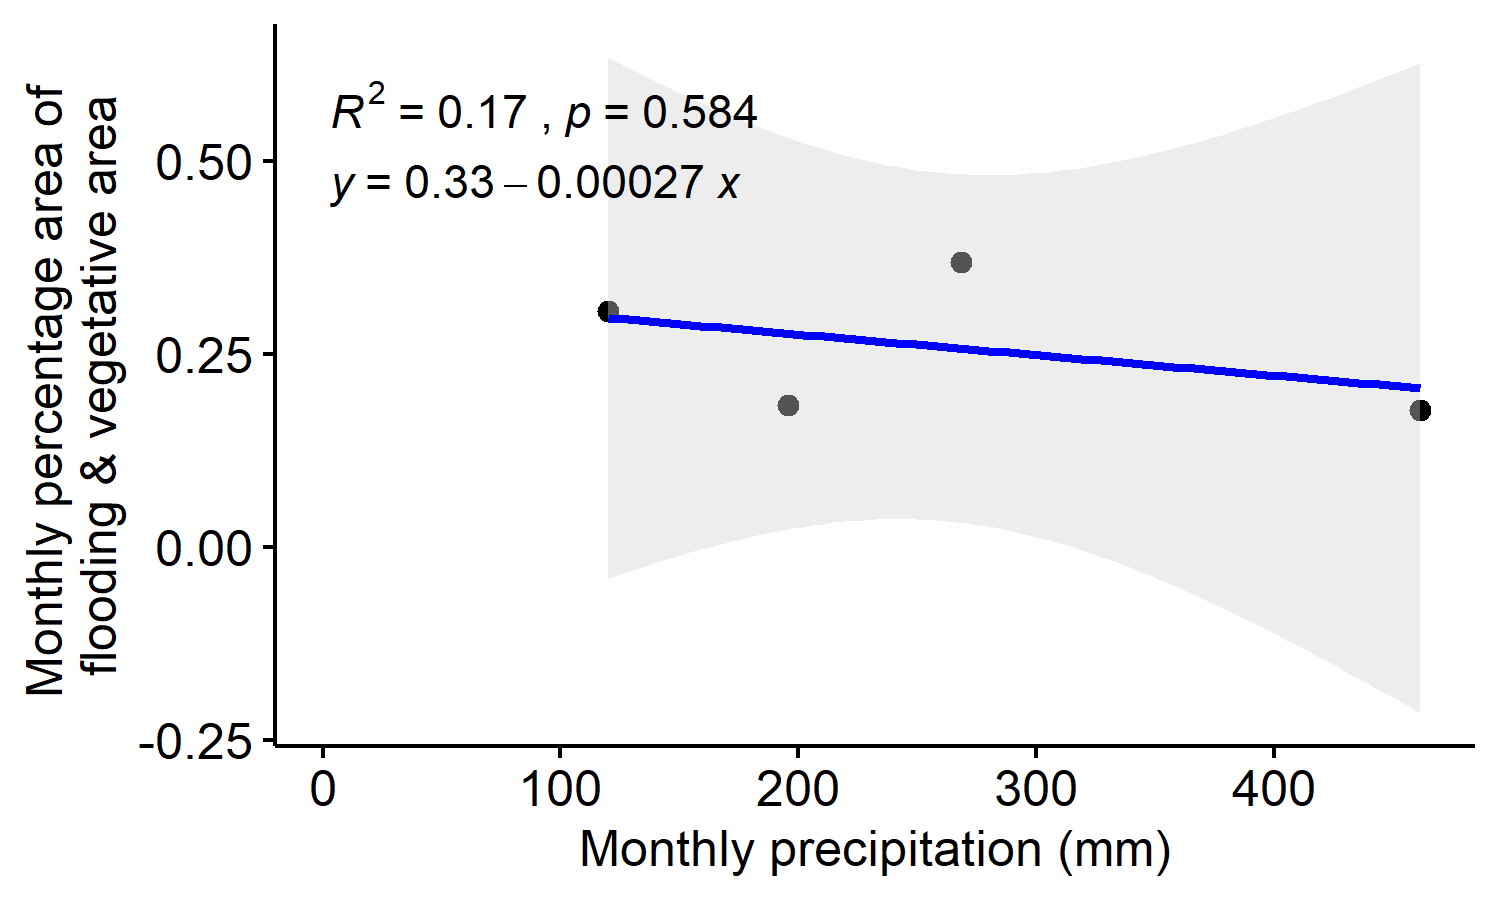 R² = 0.17 , p = 0.584
y = 0.33 – 0.00027 x
Monthly percentage area of
flooding & vegetative area
0.50
0.25
0.00
-0.25
0 100 200 300 400
Monthly precipitation (mm)